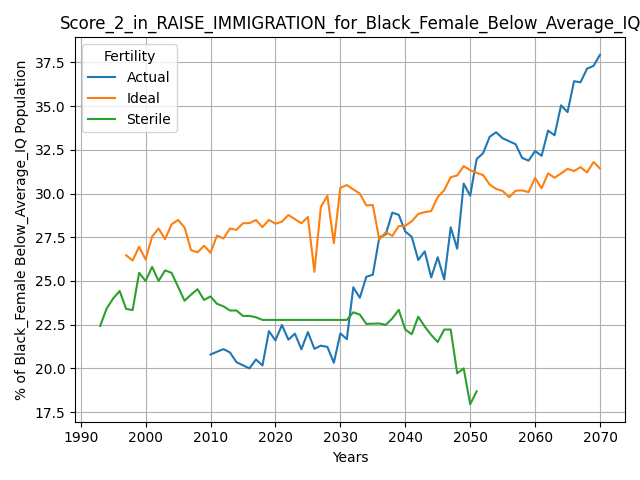 Score_2_in_RAISE_IMMIGRATION_for_Black_Female_Below_Average_IQ
Fertility
Actual
Ideal
Sterile
% of Black_Female Below_Average_IQ Population
37.5
35.0
32.5
30.0
27.5
25.0
22.5
20.0
17.5
1990 2000 2010 2020 2030 2040 2050 2060 2070
Years